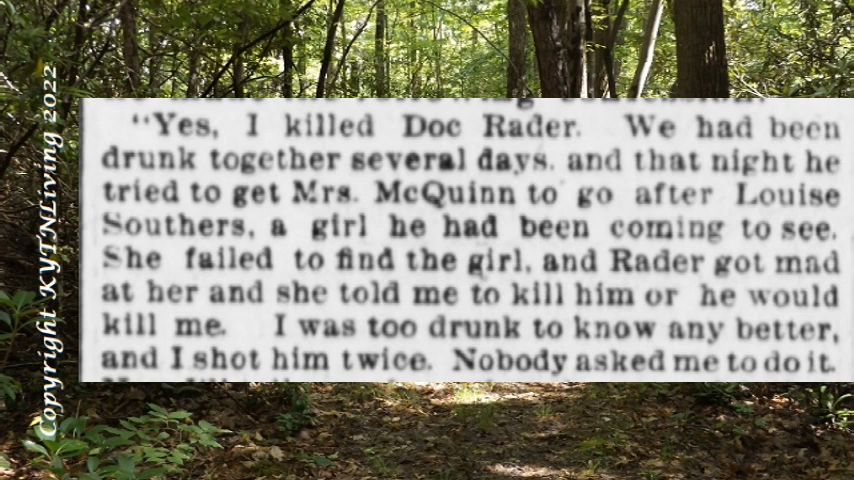 "Yes, I killed Doc Rader. We had been
drunk together several days. and that night he
tried to get Mrs. McQuinn to go after Louise
Southers, a girl he had been coming to see.
She failed to find the girl, and Rader got mad
at her and she told me to kill him or he would
kill me. I was too drunk to know any better,
and I shot him twice. Nobody asked me to do it.
Copyright KYTNLiving 2022